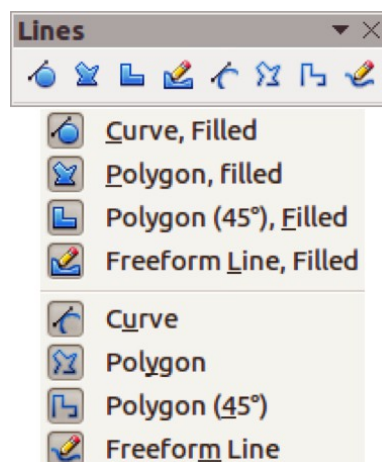 Lines
Curve, Filled
Polygon, filled
Polygon (45°), Filled
Freeform Line, Filled
Curve
Polygon
Polygon (45°)
Freeform Line